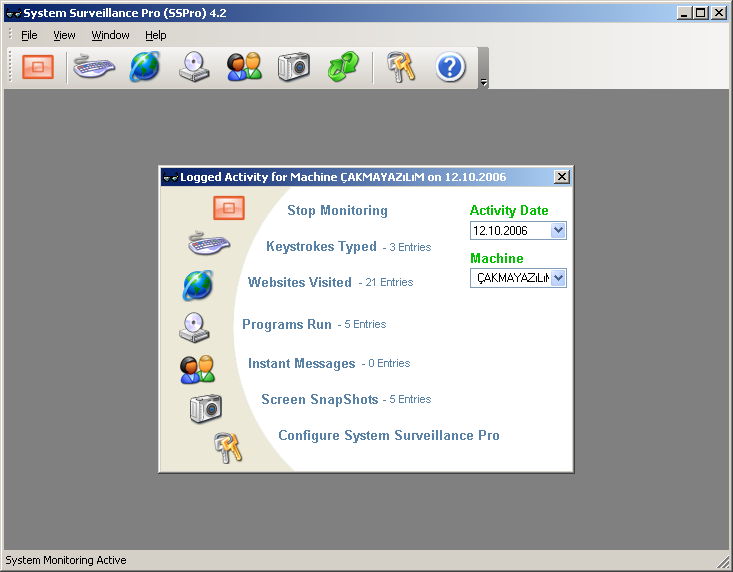 System Surveillance Pro (SSPro) 4.2
File View Window Help
Logged Activity for Machine ÇAKMAYAZıLıM on 12.10.2006
Stop Monitoring
Activity Date
12.10.2006
Keystrokes Typed - 3 Entries
Machine
ÇAKMAYAZıLıM
Websites Visited - 21 Entries
Programs Run - 5 Entries
Instant Messages - 0 Entries
Screen SnapShots - 5 Entries
Configure System Surveillance Pro
System Monitoring Active